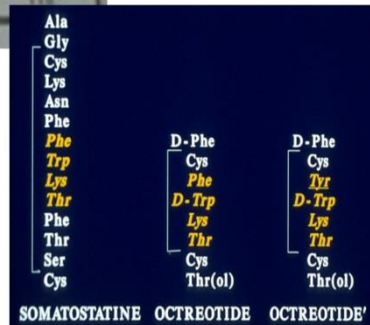 Ala
Gly
Cys
Lys
Asn
Phe
Phe
Trp
Lys
Thr
Phe
Thr
Ser
Cys
SOMATOSTATINE
D-Phe
Cys
Phe
D-Trp
Lys
Thr
Cys
Thr(ol)
OCTREOTIDE
D-Phe
Cys
Tyr
D-Trp
Lys
Thr
Cys
Thr(ol)
OCTREOTIDE'